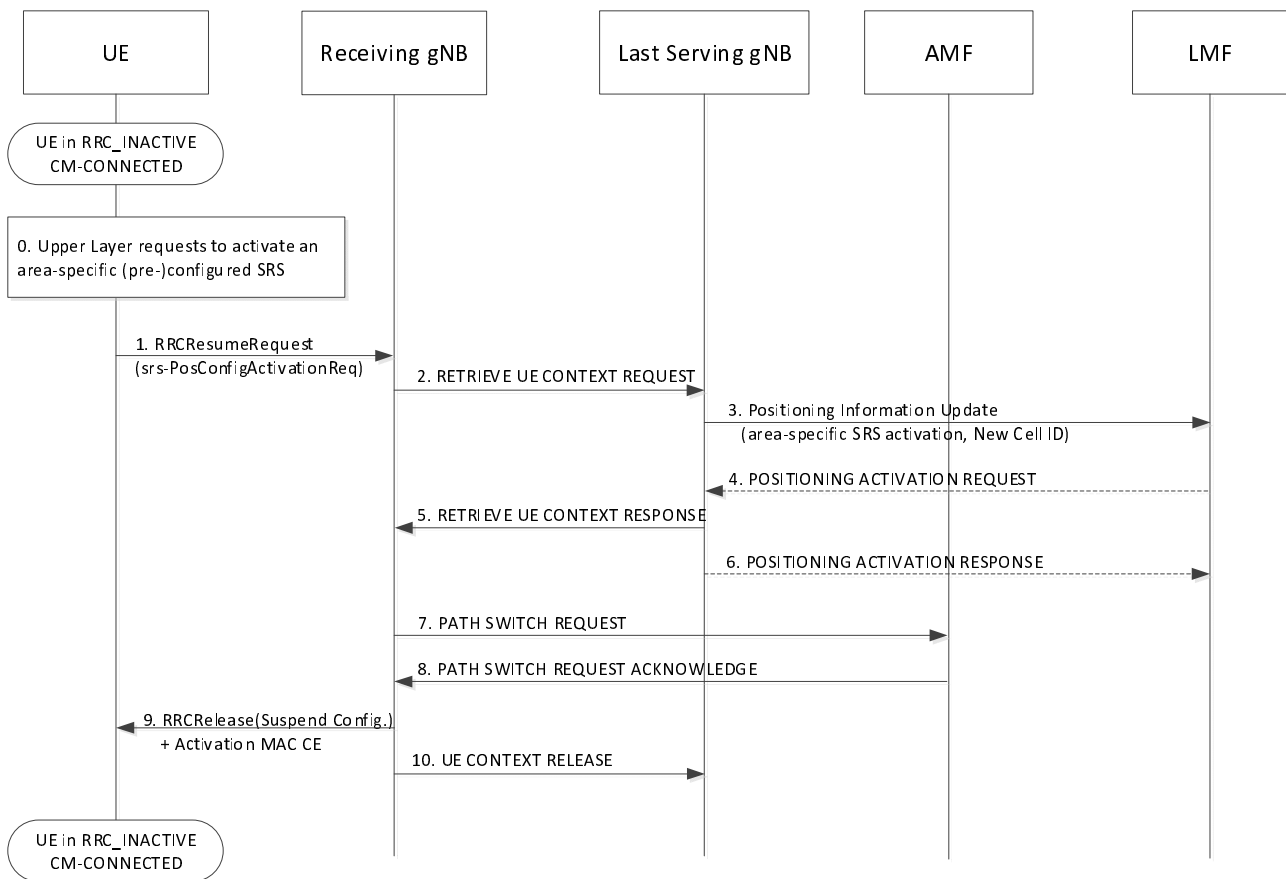 UE
Receiving gNB
Last Serving gNB
AMF
LMF
UE in RRC_INACTIVE
CM-CONNECTED
0. Upper Layer requests to activate an
area-specific (pre-)configured SRS
1. RRCResumeRequest
(srs-PosConfigActivationReq)
2. RETRIEVE UE CONTEXT REQUEST
3. Positioning Information Update
(area-specific SRS activation, New Cell ID)
4. POSITIONING ACTIVATION REQUEST
5. RETRIEVE UE CONTEXT RESPONSE
6. POSITIONING ACTIVATION RESPONSE
7. PATH SWITCH REQUEST
8. PATH SWITCH REQUEST ACKNOWLEDGE
9. RRCRelease(Suspend Config.)
+ Activation MAC CE
10. UE CONTEXT RELEASE
UE in RRC_INACTIVE
CM-CONNECTED